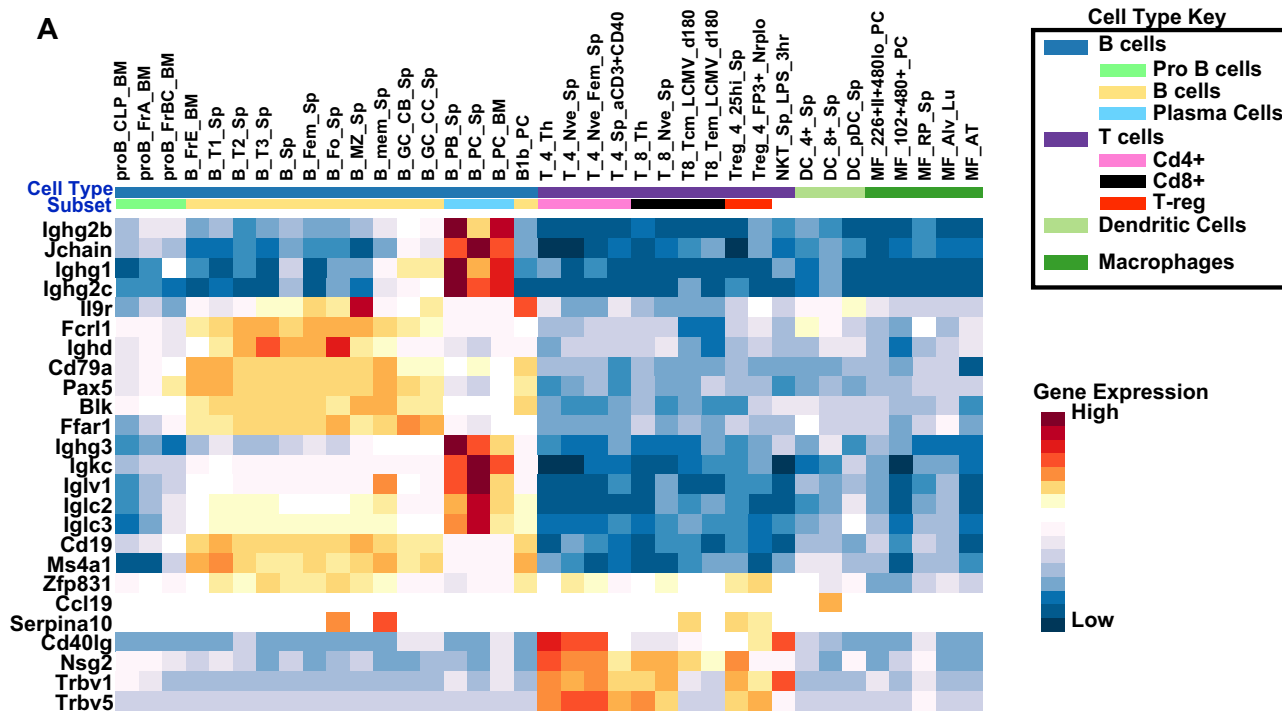 A
proB_CLP_BM
proB_FrA_BM
proB_FrBC_BM
B_FrE_BM
B_T1_Sp
B_T2_Sp
B_T3_Sp
B_Sp
B_Fem_Sp
B_Fo_Sp
B_MZ_Sp
B_mem_Sp
B_GC_CB_Sp
B_GC_CC_Sp
PB_Sp
PC_Sp
B_PC_BM
B1b_PC
T_4_Th
T_4_Nve_Sp
T_4_Nve_Fem_Sp
T_4_Sp_aCD3+CD40
T_8_Th
T_8_Nve_Sp
T8_Tcm_LCMV_d180
T8_Tem_LCMV_d180
Treg_4_25hi_Sp
Treg_4_FP3+_Nrplo
NKT_Sp_LPS_3hr
DC_4+_Sp
DC_8+_Sp
DC_pDC_Sp
MF_226+II+480lo_PC
MF_102+480+_PC
MF_RP_Sp
MF_Alv_Lu
MF_AT
Cell Type
Subset
Ighg2b
Jchain
Ighg1
Ighg2c
Il9r
Fcrl1
Ighd
Cd79a
Pax5
Blk
Ffar1
Ighg3
Igkc
Iglv1
Iglc2
Iglc3
Cd19
Ms4a1
Zfp831
Ccl19
Serpina10
Cd40lg
Nsg2
Trbv1
Trbv5
Cell Type Key
B cells
Pro B cells
B cells
Plasma Cells
T cells
Cd4+
Cd8+
T-reg
Dendritic Cells
Macrophages
Gene Expression
High
Low